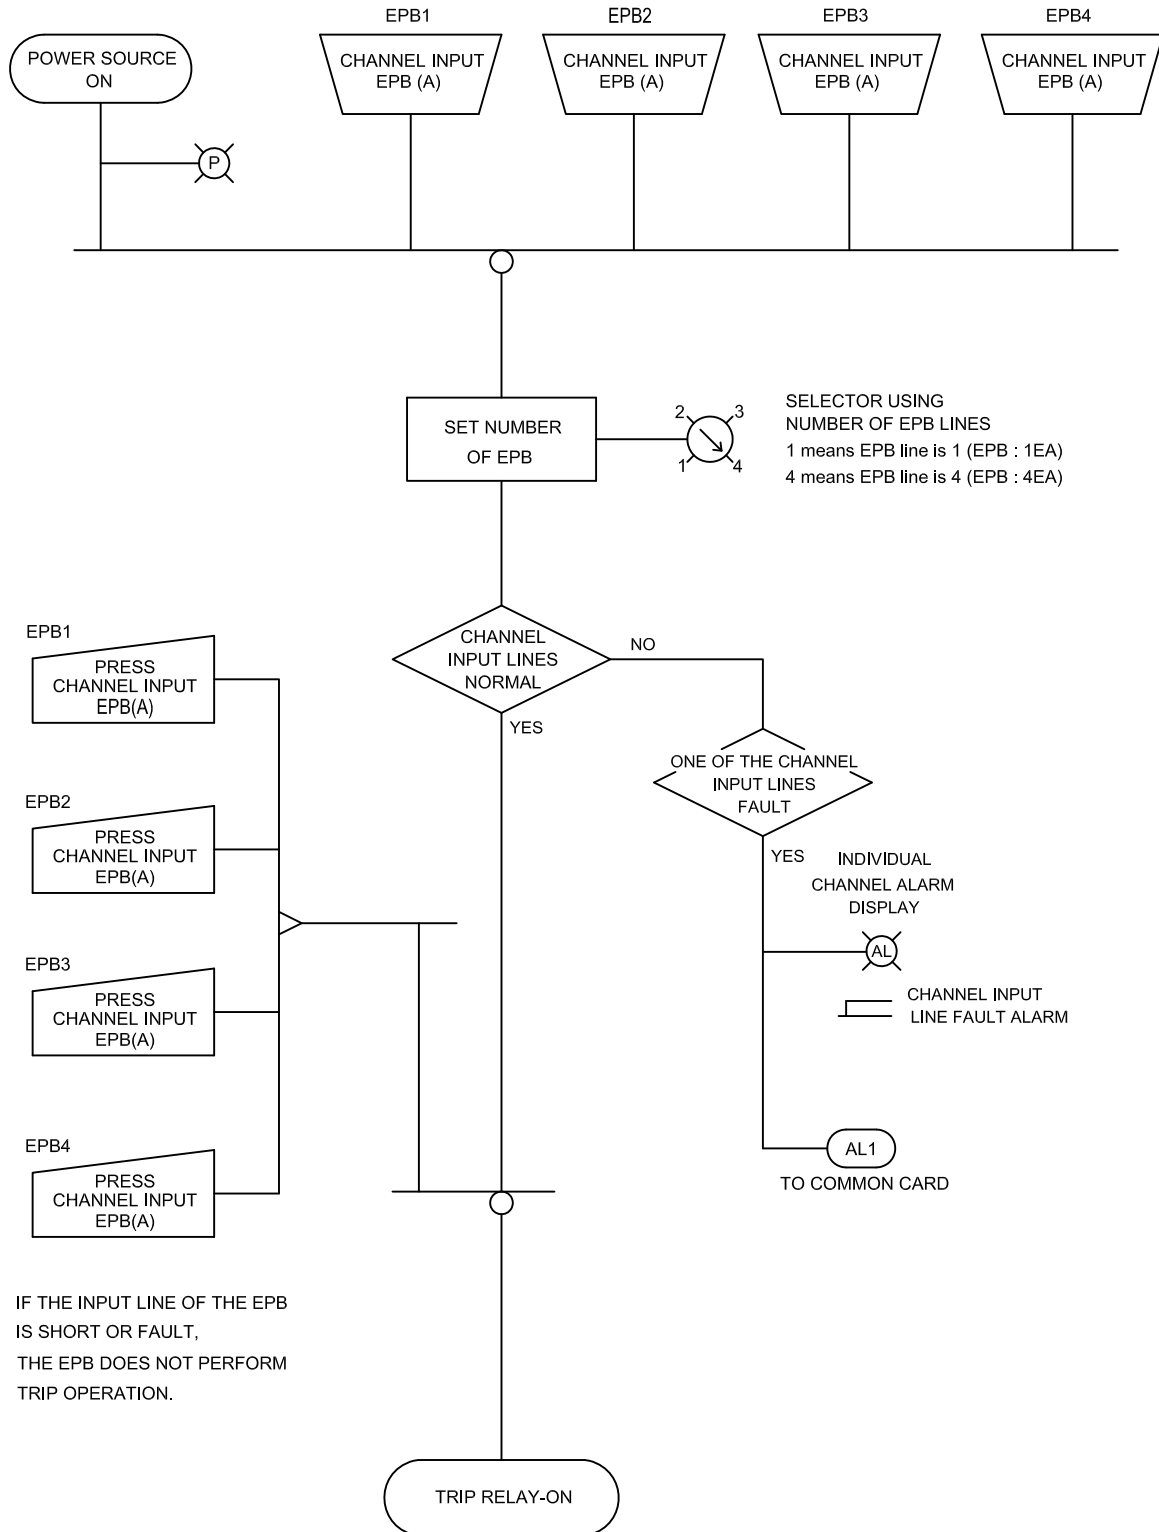 EPB1
EPB2
EPB3
EPB4
POWER SOURCE
ON
CHANNEL INPUT
EPB (A)
CHANNEL INPUT
EPB (A)
CHANNEL INPUT
EPB (A)
CHANNEL INPUT
EPB (A)
P
SET NUMBER
OF EPB
2
3
1
4
SELECTOR USING
NUMBER OF EPB LINES
1 means EPB line is 1 (EPB : 1EA)
4 means EPB line is 4 (EPB : 4EA)
CHANNEL
INPUT LINES
NORMAL
NO
YES
ONE OF THE CHANNEL
INPUT LINES
FAULT
YES
INDIVIDUAL
CHANNEL ALARM
DISPLAY
AL
CHANNEL INPUT
LINE FAULT ALARM
AL1
TO COMMON CARD
EPB1
PRESS
CHANNEL INPUT
EPB(A)
EPB2
PRESS
CHANNEL INPUT
EPB(A)
EPB3
PRESS
CHANNEL INPUT
EPB(A)
EPB4
PRESS
CHANNEL INPUT
EPB(A)
IF THE INPUT LINE OF THE EPB
IS SHORT OR FAULT,
THE EPB DOES NOT PERFORM
TRIP OPERATION.
TRIP RELAY-ON